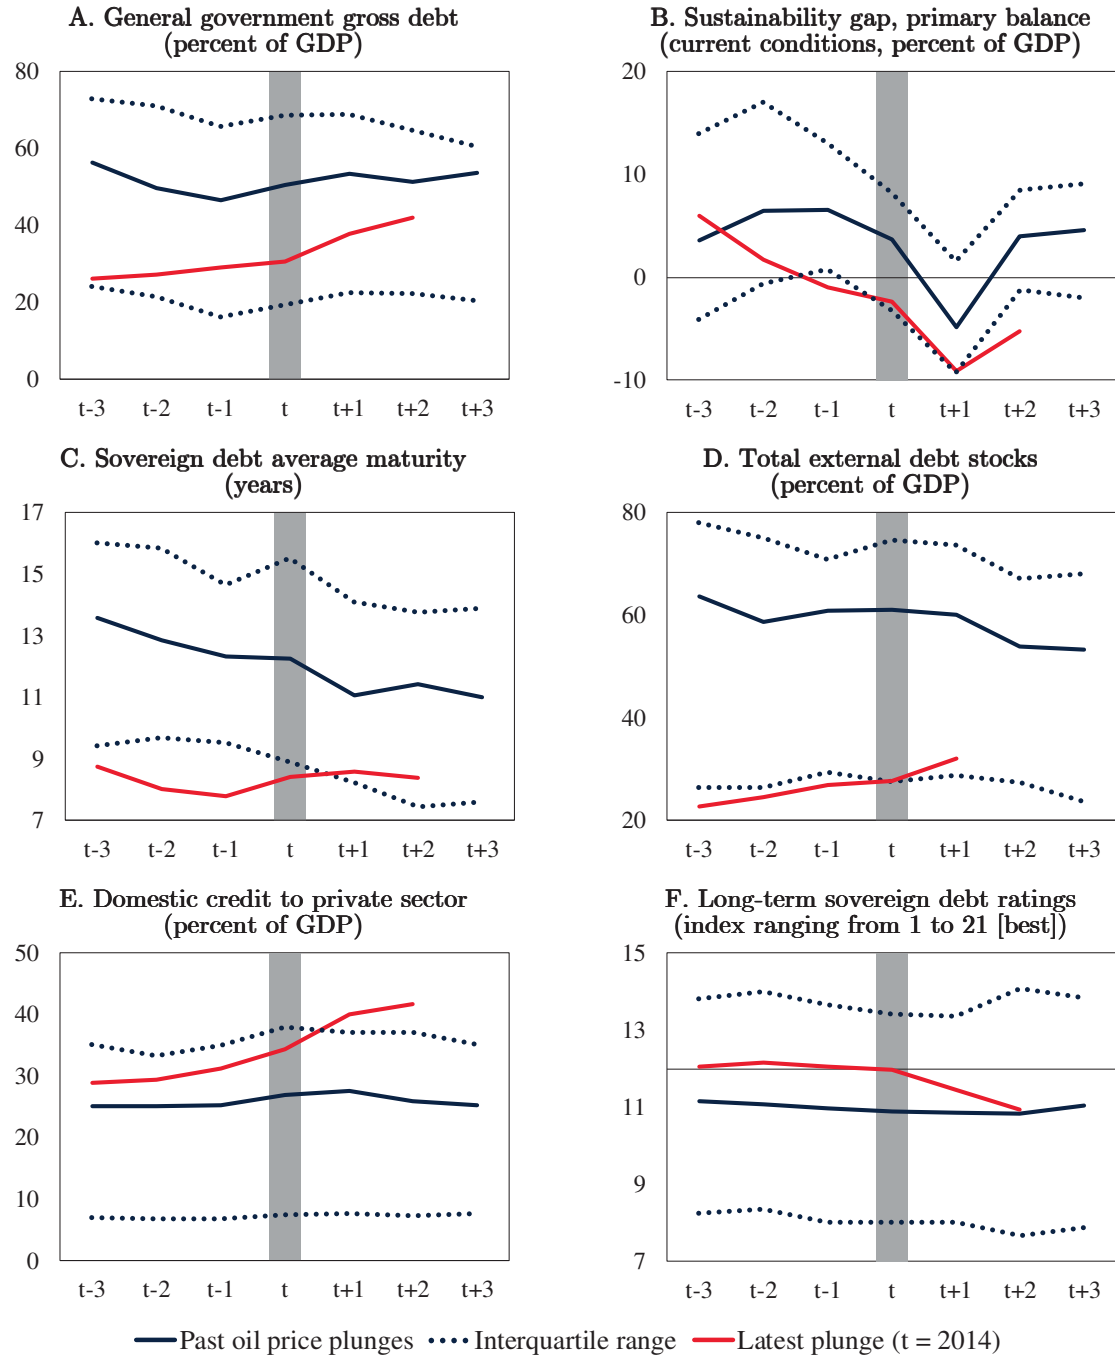 A. General government gross debt
(percent of GDP)
80
60
40
20
0
t-3 t-2 t-1 t t+1 t+2 t+3
B. Sustainability gap, primary balance
(current conditions, percent of GDP)
20
10
0
-10
t-3 t-2 t-1 t t+1 t+2 t+3
C. Sovereign debt average maturity
(years)
17
15
13
11
9
7
t-3 t-2 t-1 t t+1 t+2 t+3
D. Total external debt stocks
(percent of GDP)
80
60
40
20
t-3 t-2 t-1 t t+1 t+2 t+3
E. Domestic credit to private sector
(percent of GDP)
50
40
30
20
10
0
t-3 t-2 t-1 t t+1 t+2 t+3
F. Long-term sovereign debt ratings
(index ranging from 1 to 21 [best])
15
13
11
9
7
t-3 t-2 t-1 t t+1 t+2 t+3
Past oil price plunges Interquartile range Latest plunge (t = 2014)